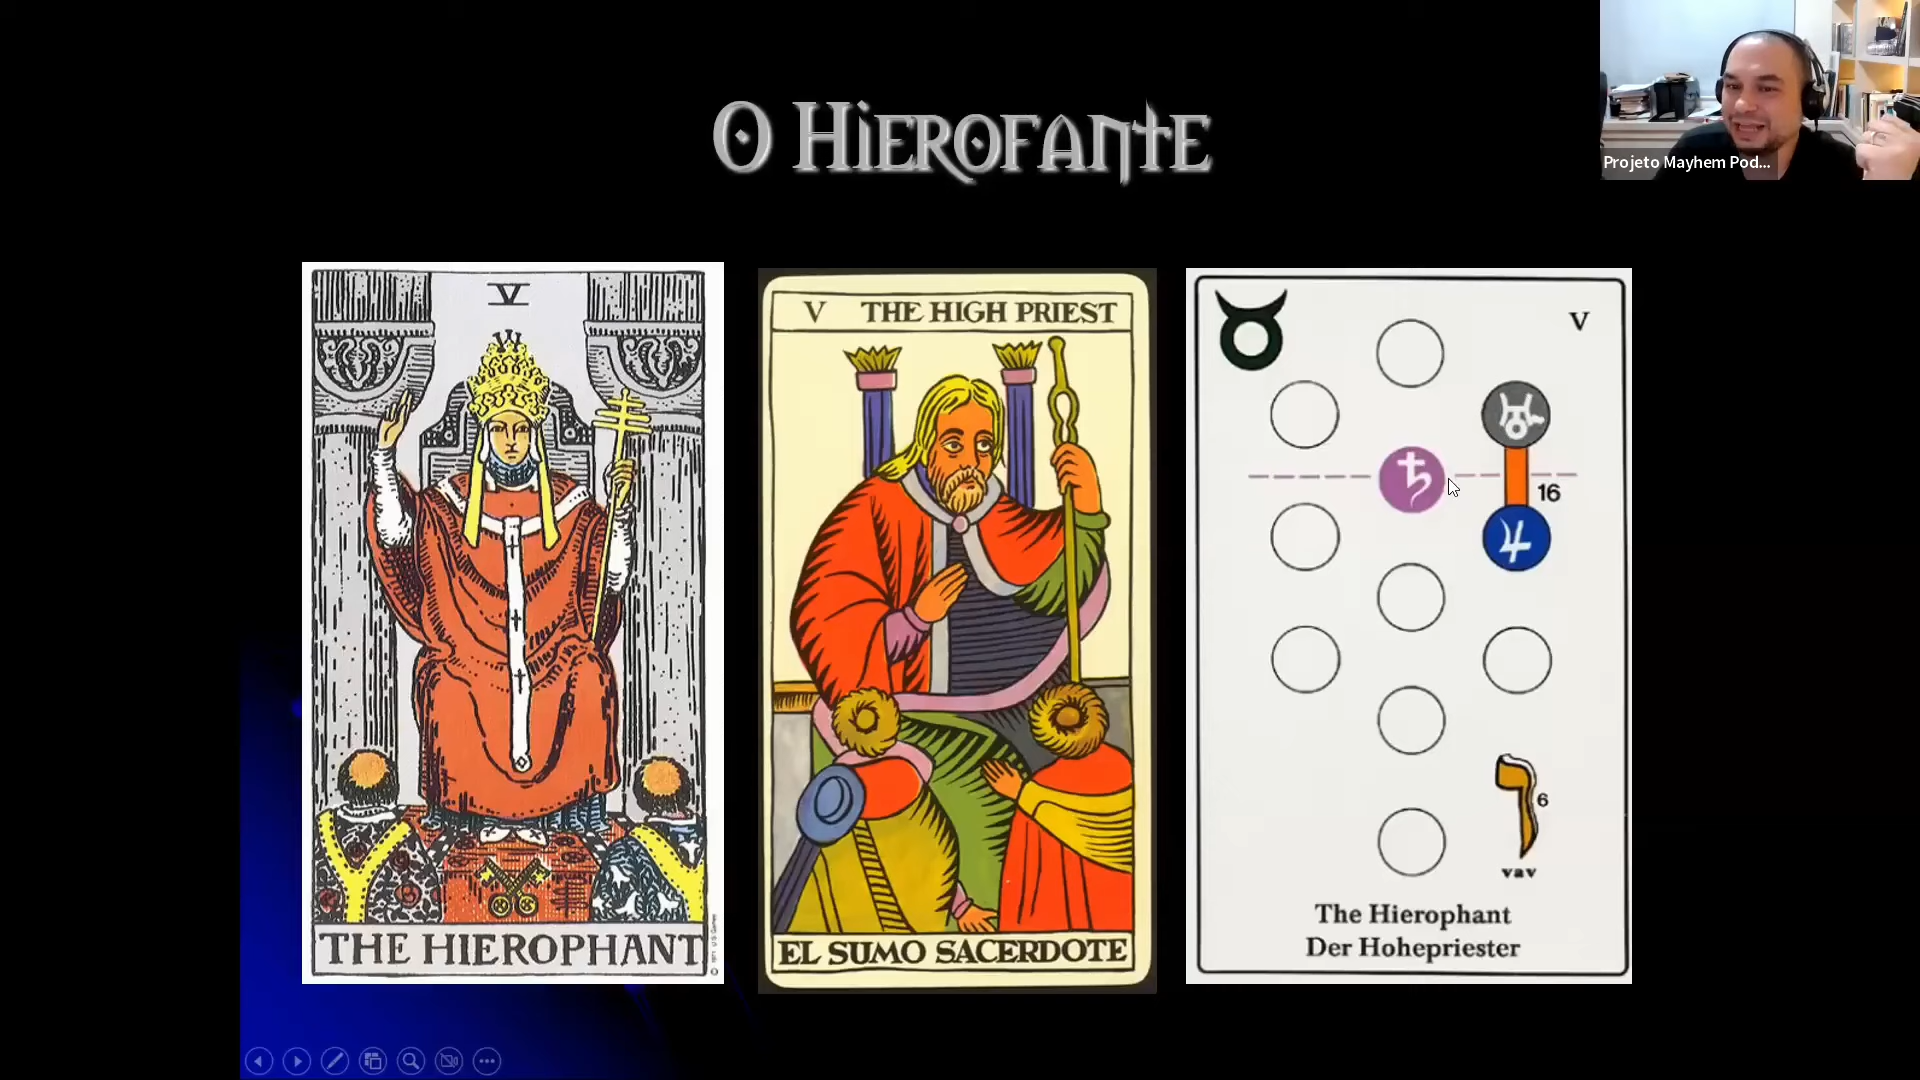 O HIEROFANTE
Projeto Mayhem Pod...
V
THE HIEROPHANT
V THE HIGH PRIEST
EL SUMO SACERDOTE
V
16
ו
6
vav
The Hierophant
Der Hohepriester